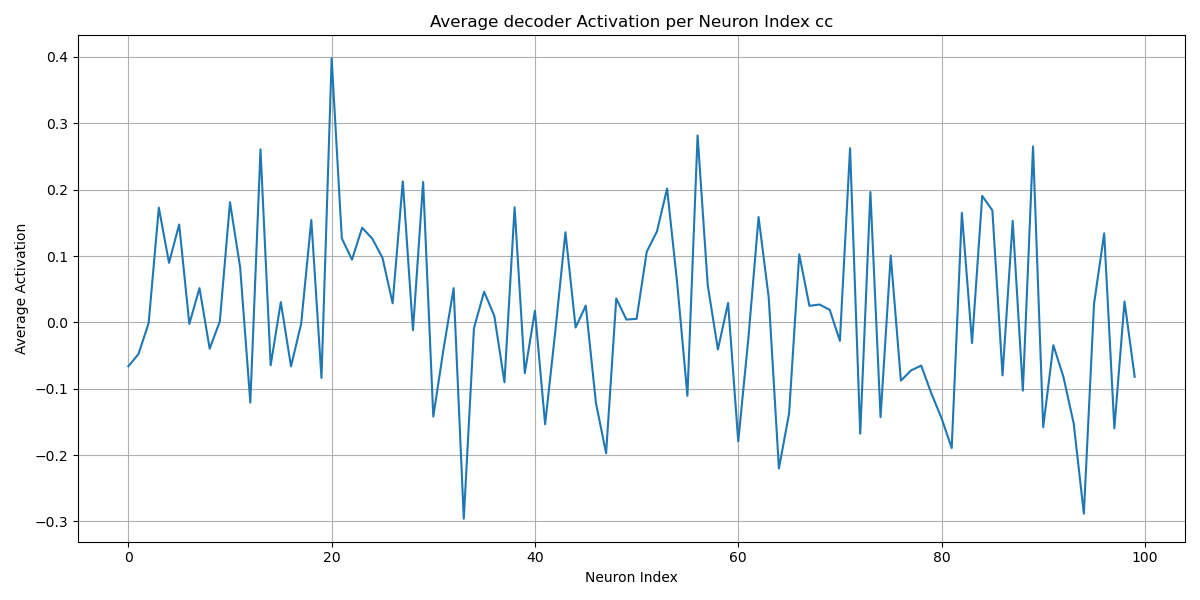 Average decoder Activation per Neuron Index cc
0.4
0.3
0.2
0.1
0.0
−0.1
−0.2
−0.3
Average Activation
0 20 40 60 80 100
Neuron Index